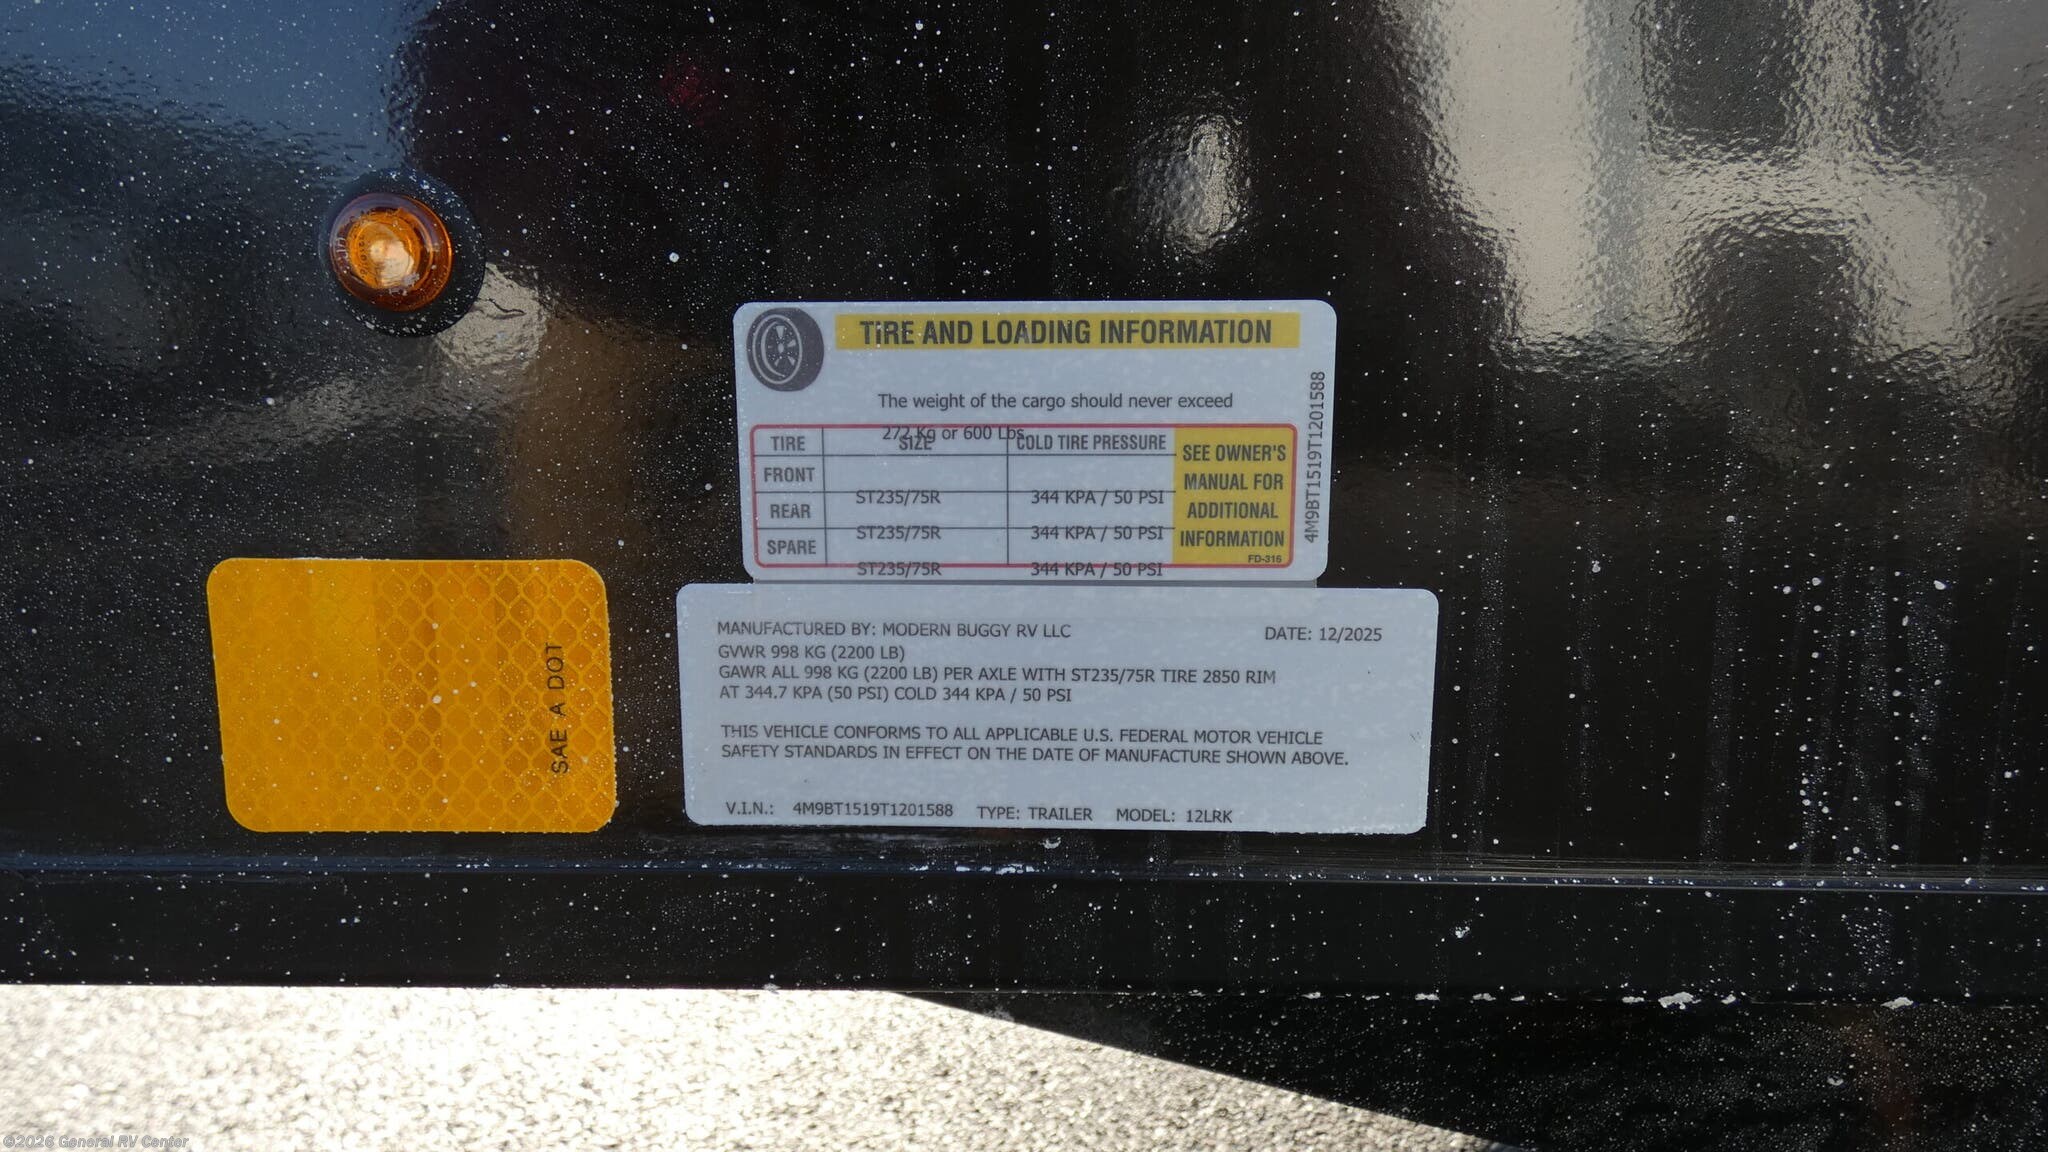 TIRE AND LOADING INFORMATION
The weight of the cargo should never exceed
272 Kg or 600 Lbs
TIRE SIZE COLD TIRE PRESSURE
FRONT ST235/75R 344 KPA / 50 PSI
REAR ST235/75R 344 KPA / 50 PSI
SPARE ST235/75R 344 KPA / 50 PSI
SEE OWNER'S
MANUAL FOR
ADDITIONAL
INFORMATION
FD-316
4M9BT1519T1201588
SAE A DOT
MANUFACTURED BY: MODERN BUGGY RV LLC DATE: 12/2025
GVWR 998 KG (2200 LB)
GAWR ALL 998 KG (2200 LB) PER AXLE WITH ST235/75R TIRE 2850 RIM
AT 344.7 KPA (50 PSI) COLD 344 KPA / 50 PSI
THIS VEHICLE CONFORMS TO ALL APPLICABLE U.S. FEDERAL MOTOR VEHICLE
SAFETY STANDARDS IN EFFECT ON THE DATE OF MANUFACTURE SHOWN ABOVE.
V.I.N.: 4M9BT1519T1201588 TYPE: TRAILER MODEL: 12LRK
©2026 General RV Center